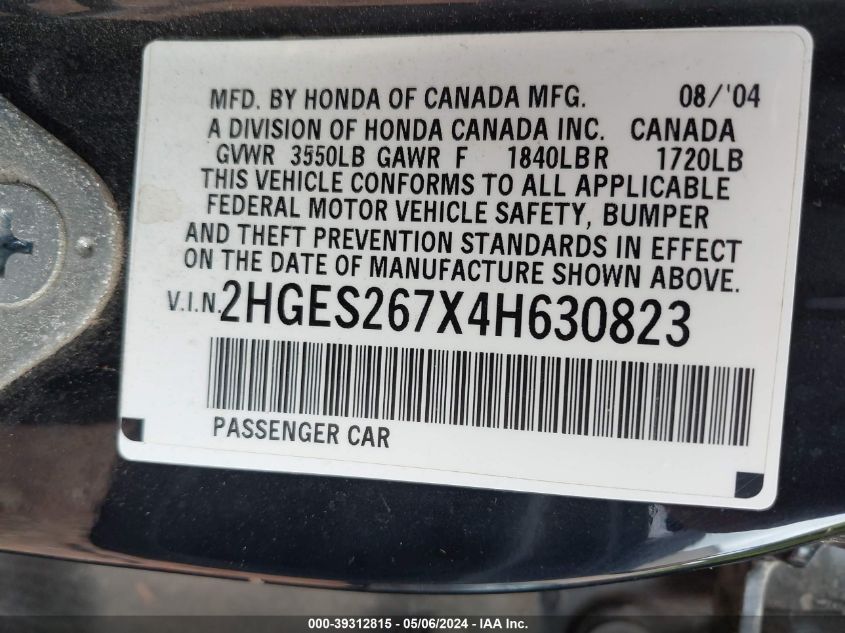 MFD. BY HONDA OF CANADA MFG. 08/'04
A DIVISION OF HONDA CANADA INC. CANADA
GVWR 3550LB GAWR F 1840LBR 1720LB
THIS VEHICLE CONFORMS TO ALL APPLICABLE
FEDERAL MOTOR VEHICLE SAFETY, BUMPER
AND THEFT PREVENTION STANDARDS IN EFFECT
ON THE DATE OF MANUFACTURE SHOWN ABOVE.
V.I.N. 2HGES267X4H630823
PASSENGER CAR
000-39312815 - 05/06/2024 - IAA Holdings, LLC.